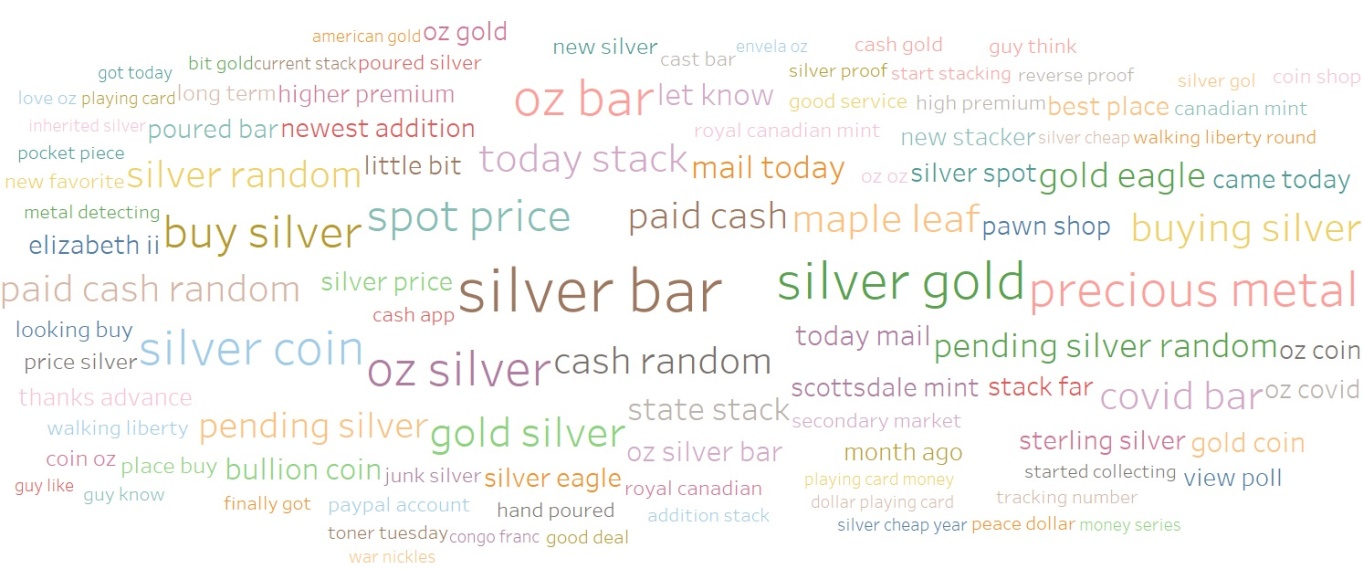 american gold
oz gold
new silver
cast bar
envela oz
cash gold
guy think
got today
bit gold
current stack
poured silver
silver proof
start stacking
reverse proof
silver gol
coin shop
love oz
playing card
long term
higher premium
oz bar
let know
good service
high premium
best place
canadian mint
inherited silver
poured bar
newest addition
royal canadian mint
new stacker
silver cheap
walking liberty round
pocket piece
new favorite
silver random
little bit
today stack
mail today
oz oz
silver spot
gold eagle
came today
metal detecting
elizabeth ii
buy silver
spot price
paid cash
maple leaf
pawn shop
buying silver
paid cash random
silver price
cash app
silver bar
silver gold
precious metal
looking buy
price silver
silver coin
oz silver
cash random
today mail
pending silver random
oz coin
thanks advance
scottsdale mint
stack far
covid bar
oz covid
walking liberty
pending silver
gold silver
state stack
secondary market
sterling silver
gold coin
coin oz
place buy
bullion coin
junk silver
silver eagle
oz silver bar
month ago
started collecting
view poll
guy like
guy know
finally got
paypal account
hand poured
royal canadian
addition stack
playing card money
dollar playing card
tracking number
toner tuesday
congo franc
good deal
silver cheap year
peace dollar
money series
war nickles